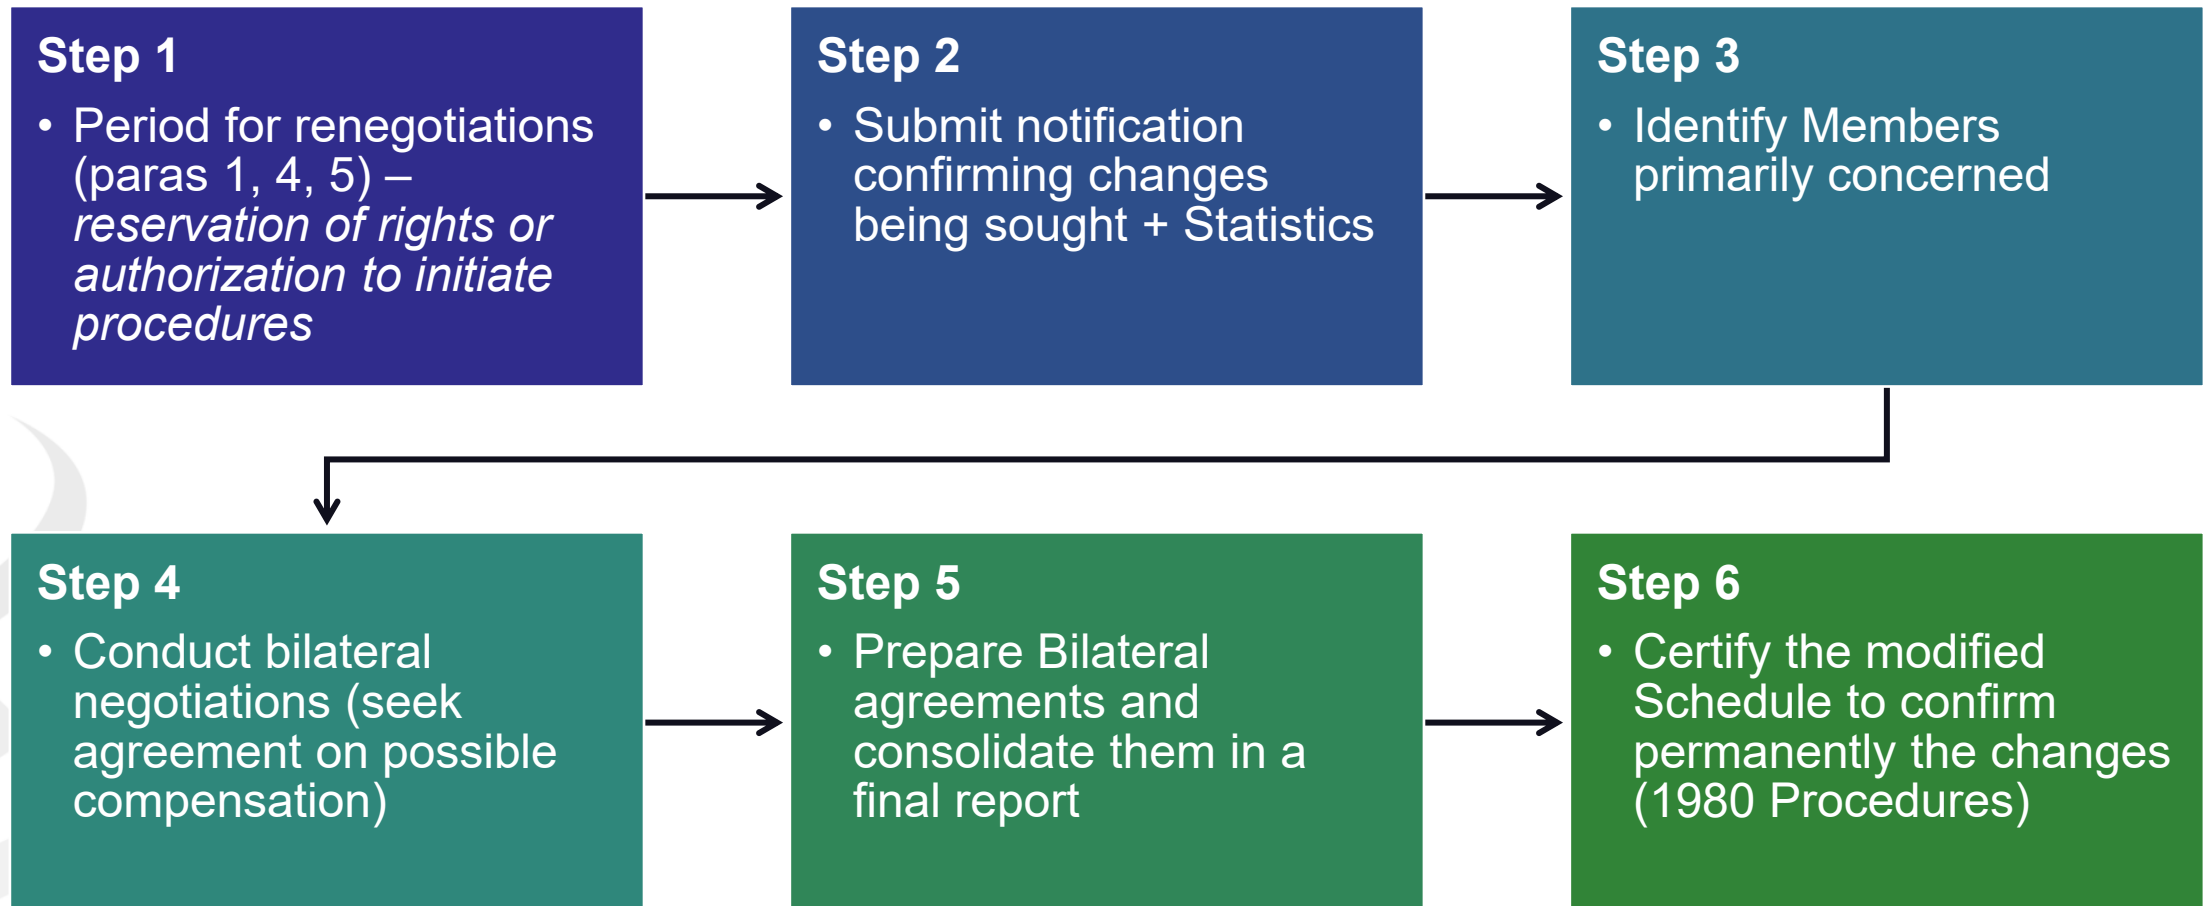 Step 1
• Period for renegotiations
(paras 1, 4, 5) –
reservation of rights or
authorization to initiate
procedures
Step 2
• Submit notification
confirming changes
being sought + Statistics
Step 3
• Identify Members
primarily concerned
Step 4
• Conduct bilateral
negotiations (seek
agreement on possible
compensation)
Step 5
• Prepare Bilateral
agreements and
consolidate them in a
final report
Step 6
• Certify the modified
Schedule to confirm
permanently the changes
(1980 Procedures)